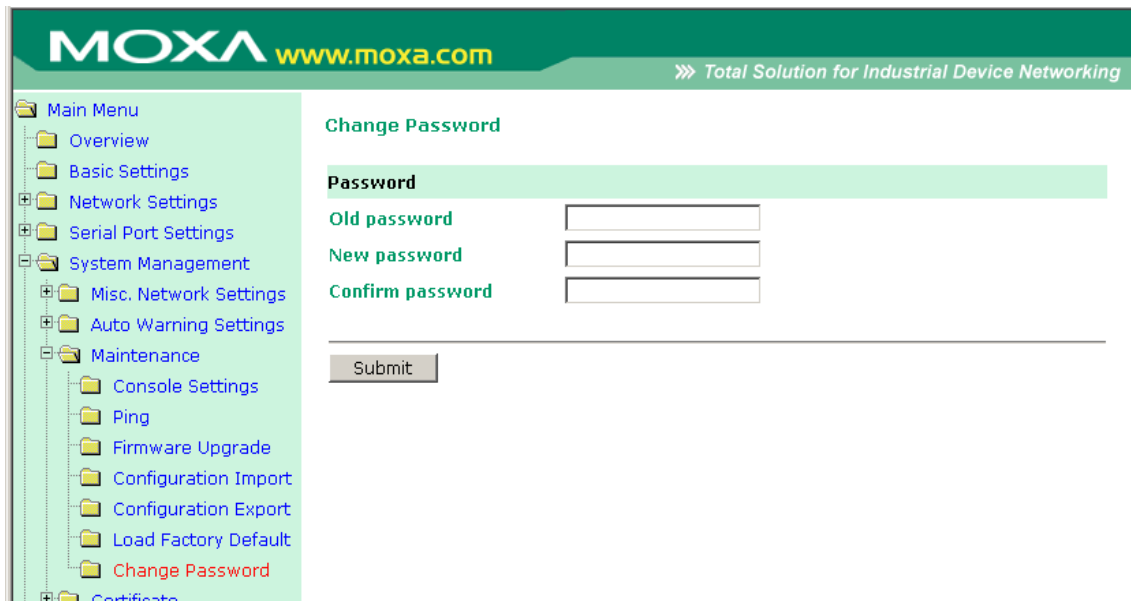 MOXA www.moxa.com
Total Solution for Industrial Device Networking
Main Menu
Overview
Basic Settings
Network Settings
Serial Port Settings
System Management
Misc. Network Settings
Auto Warning Settings
Maintenance
Console Settings
Ping
Firmware Upgrade
Configuration Import
Configuration Export
Load Factory Default
Change Password
Certificate
Change Password
Password
Old password
New password
Confirm password
Submit